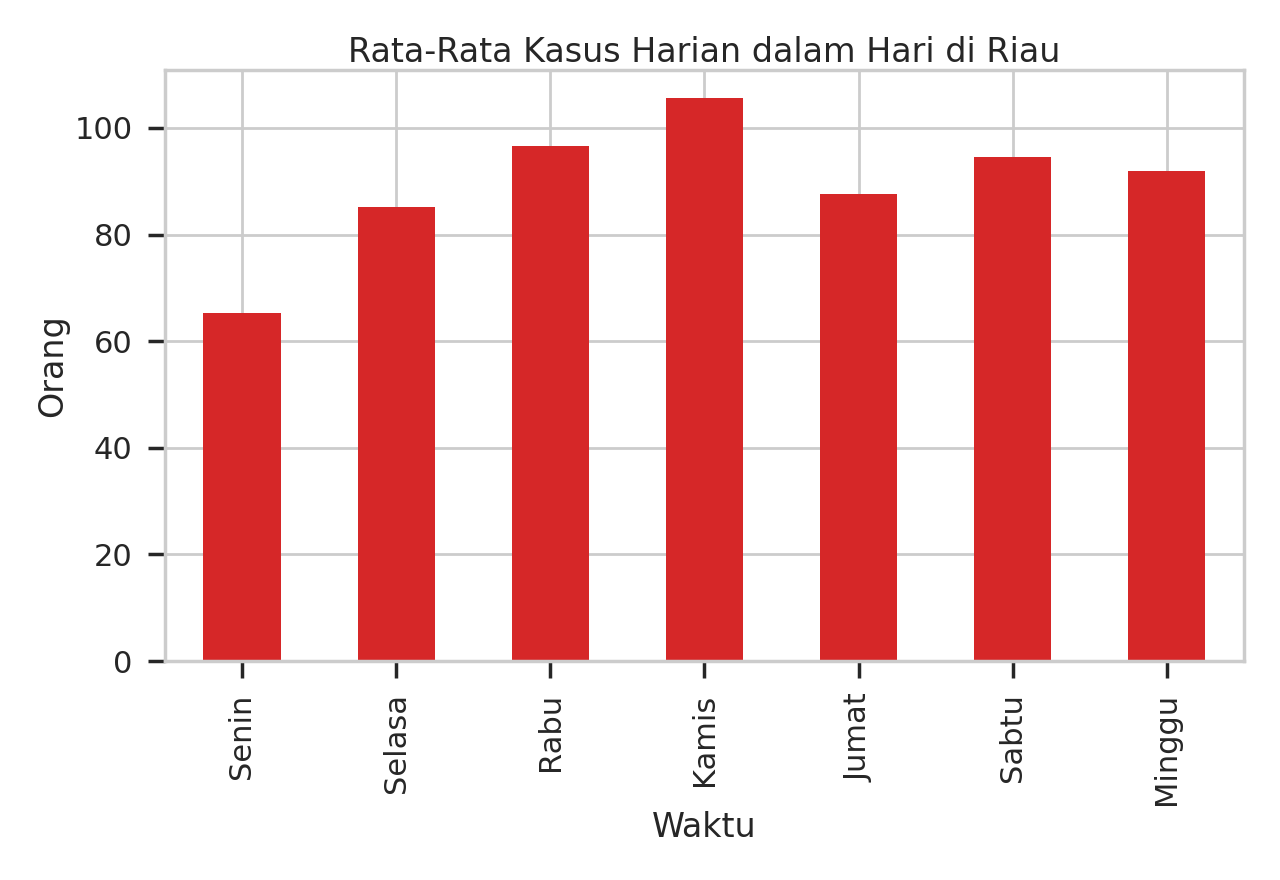 Rata-Rata Kasus Harian dalam Hari di Riau
100
80
60
40
20
0
Orang
Senin
Selasa
Rabu
Kamis
Jumat
Sabtu
Minggu
Waktu